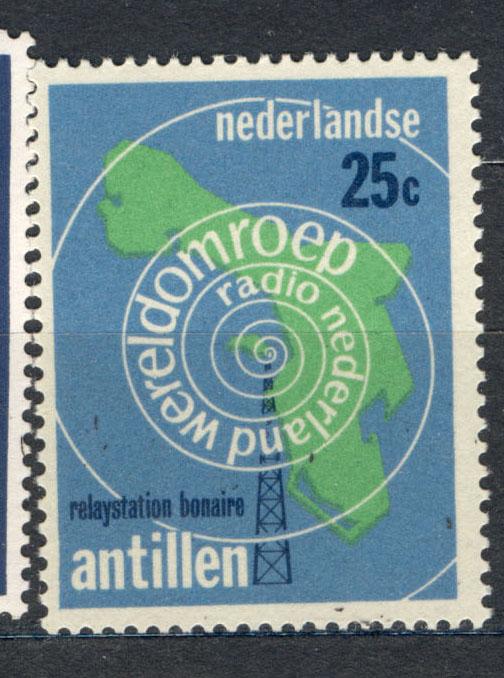 nederlandse
25c
radio nederland wereldomroep
relaystation bonaire
antillen